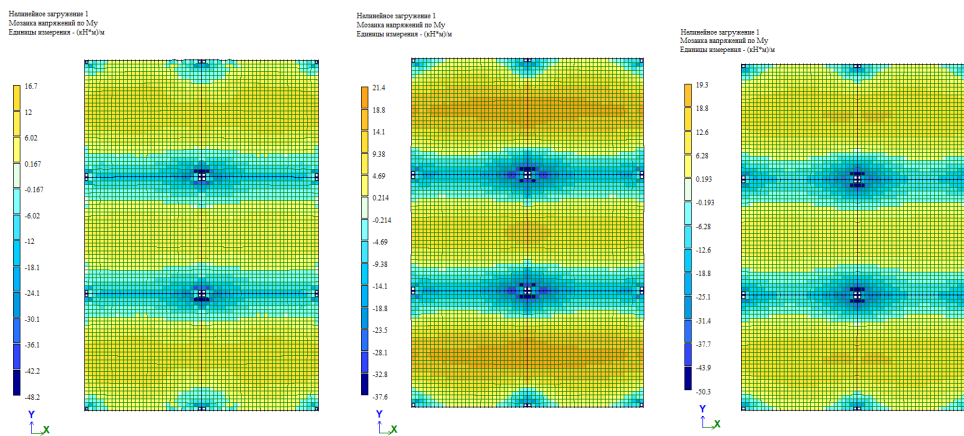 Нелинейное загружение 1
Мозаика напряжений по My
Единицы измерения - (кН*м)/м
16.7
12
6.02
0.167
-0.167
-6.02
-12
-18.1
-24.1
-30.1
-36.1
-42.2
-48.2
Y
X
Нелинейное загружение 1
Мозаика напряжений по My
Единицы измерения - (кН*м)/м
21.4
18.8
14.1
9.38
4.69
0.214
-0.214
-4.69
-9.38
-14.1
-18.8
-23.5
-28.1
-32.8
-37.6
Y
X
Нелинейное загружение 1
Мозаика напряжений по My
Единицы измерения - (кН*м)/м
19.3
18.8
12.6
6.28
0.193
-0.193
-6.28
-12.6
-18.8
-25.1
-31.4
-37.7
-43.9
-50.3
Y
X